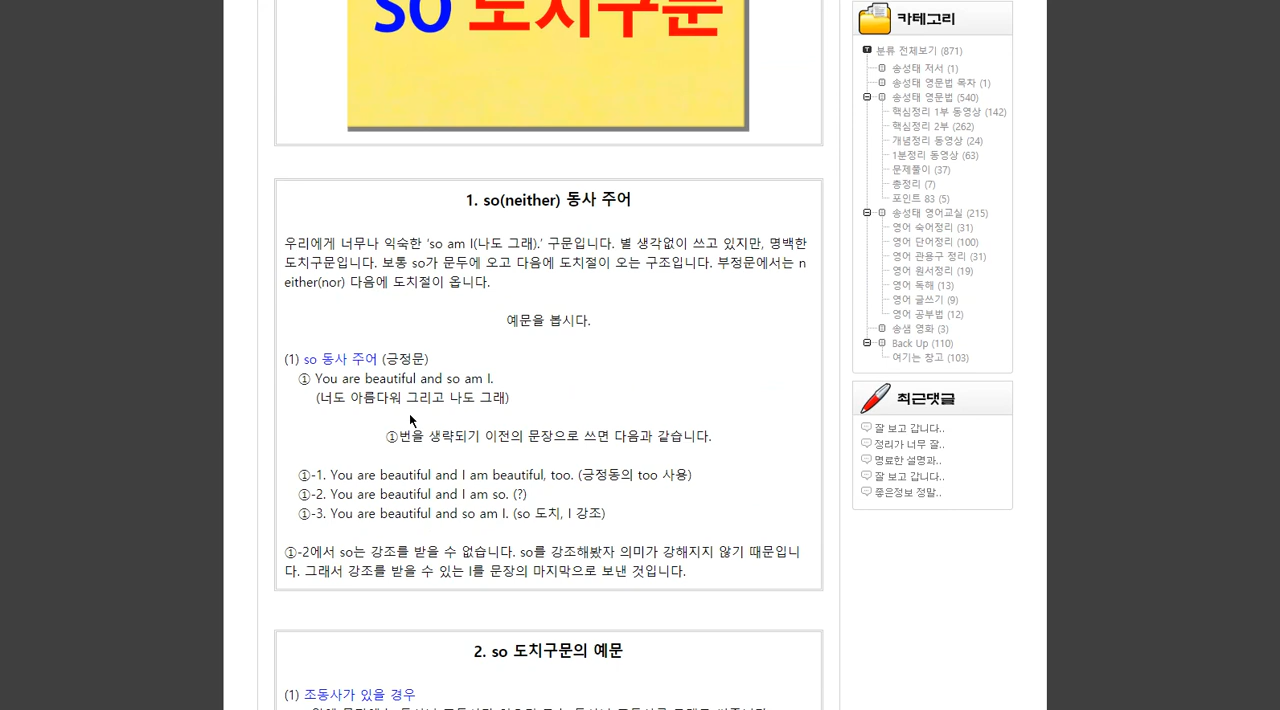 so 도치구문
1. so(neither) 동사 주어
우리에게 너무나 익숙한 'so am I(나도 그래).' 구문입니다. 별 생각없이 쓰고 있지만, 명백한
도치구문입니다. 보통 so가 문두에 오고 다음에 도치절이 오는 구조입니다. 부정문에서는 n
either(nor) 다음에 도치절이 옵니다.
예문을 봅시다.
(1) so 동사 주어 (긍정문)
① You are beautiful and so am I.
(너도 아름다워 그리고 나도 그래)
①번을 생략되기 이전의 문장으로 쓰면 다음과 같습니다.
①-1. You are beautiful and I am beautiful, too. (긍정동의 too 사용)
①-2. You are beautiful and I am so. (?)
①-3. You are beautiful and so am I. (so 도치, I 강조)
①-2에서 so는 강조를 받을 수 없습니다. so를 강조해봤자 의미가 강해지지 않기 때문입니
다. 그래서 강조를 받을 수 있는 I를 문장의 마지막으로 보낸 것입니다.
2. so 도치구문의 예문
(1) 조동사가 있을 경우
카테고리
분류 전체보기 (871)
송성태 저서 (1)
송성태 영문법 목차 (1)
송성태 영문법 (540)
핵심정리 1부 동영상 (142)
핵심정리 2부 (262)
개념정리 동영상 (24)
1분정리 동영상 (63)
문제풀이 (37)
총정리 (7)
포인트 83 (5)
송성태 영어교실 (215)
영어 숙어정리 (31)
영어 단어정리 (100)
영어 관용구 정리 (31)
영어 원서정리 (19)
영어 독해 (13)
영어 글쓰기 (9)
영어 공부법 (12)
송샘 영화 (3)
Back Up (110)
여기는 창고 (103)
최근댓글
잘 보고 갑니다..
정리가 너무 잘..
명료한 설명과..
잘 보고 갑니다..
좋은정보 정말..